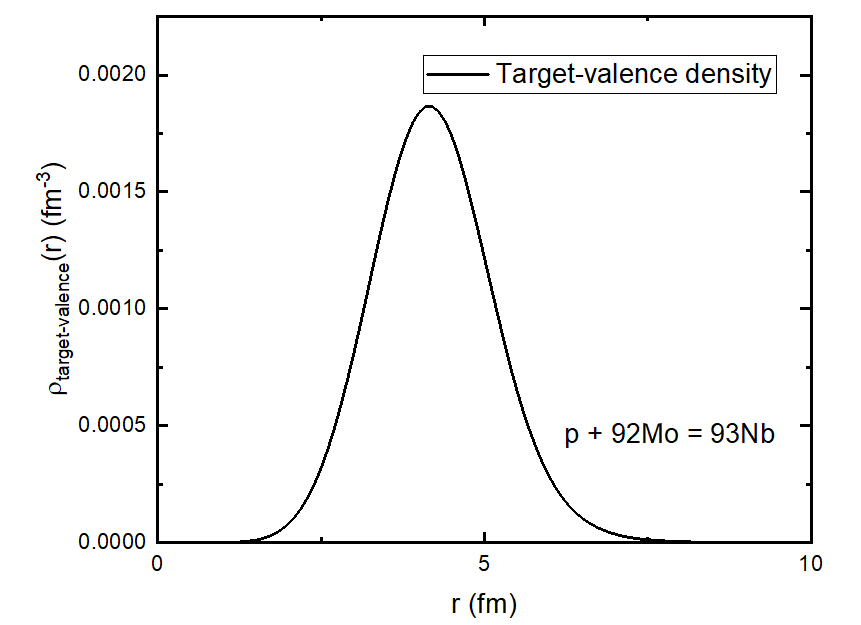 Target-valence density
0.0020
0.0015
0.0010
0.0005
0.0000
ρtarget-valence(r) (fm-3)
p + 92Mo = 93Nb
0
5
10
r (fm)